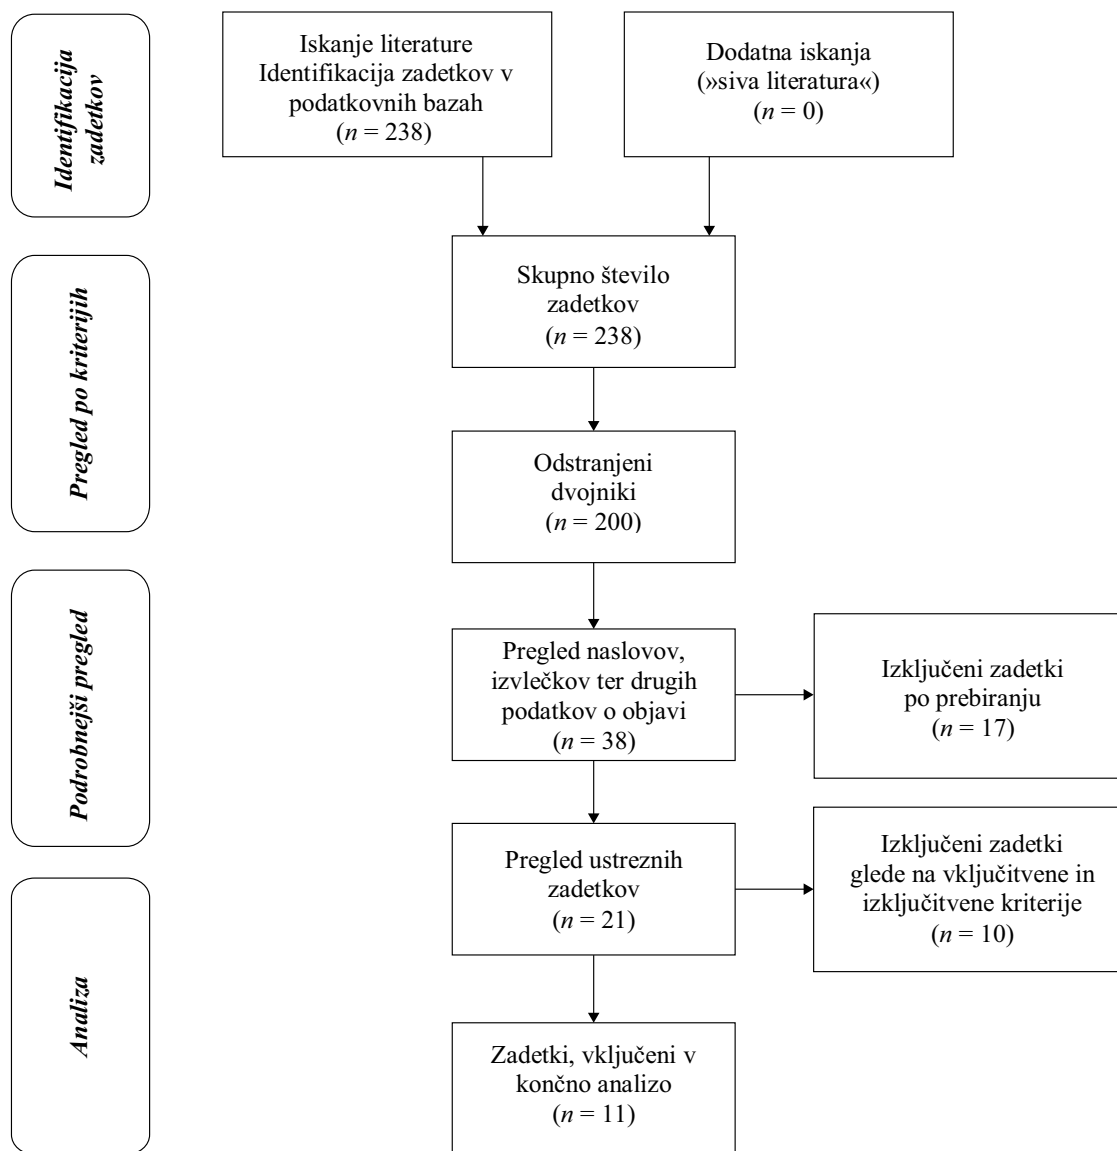 Identifikacija
zadetkov
Iskanje literature
Identifikacija zadetkov v
podatkovnih bazah
(n = 238)
Dodatna iskanja
(»siva literatura«)
(n = 0)
Pregled po kriterijih
Skupno število
zadetkov
(n = 238)
Odstranjeni
dvojniki
(n = 200)
Podrobnejši pregled
Pregled naslovov,
izvlečkov ter drugih
podatkov o objavi
(n = 38)
Izključeni zadetki
po prebiranju
(n = 17)
Pregled ustreznih
zadetkov
(n = 21)
Izključeni zadetki
glede na vključitvene in
izključitvene kriterije
(n = 10)
Analiza
Zadetki, vključeni v
končno analizo
(n = 11)